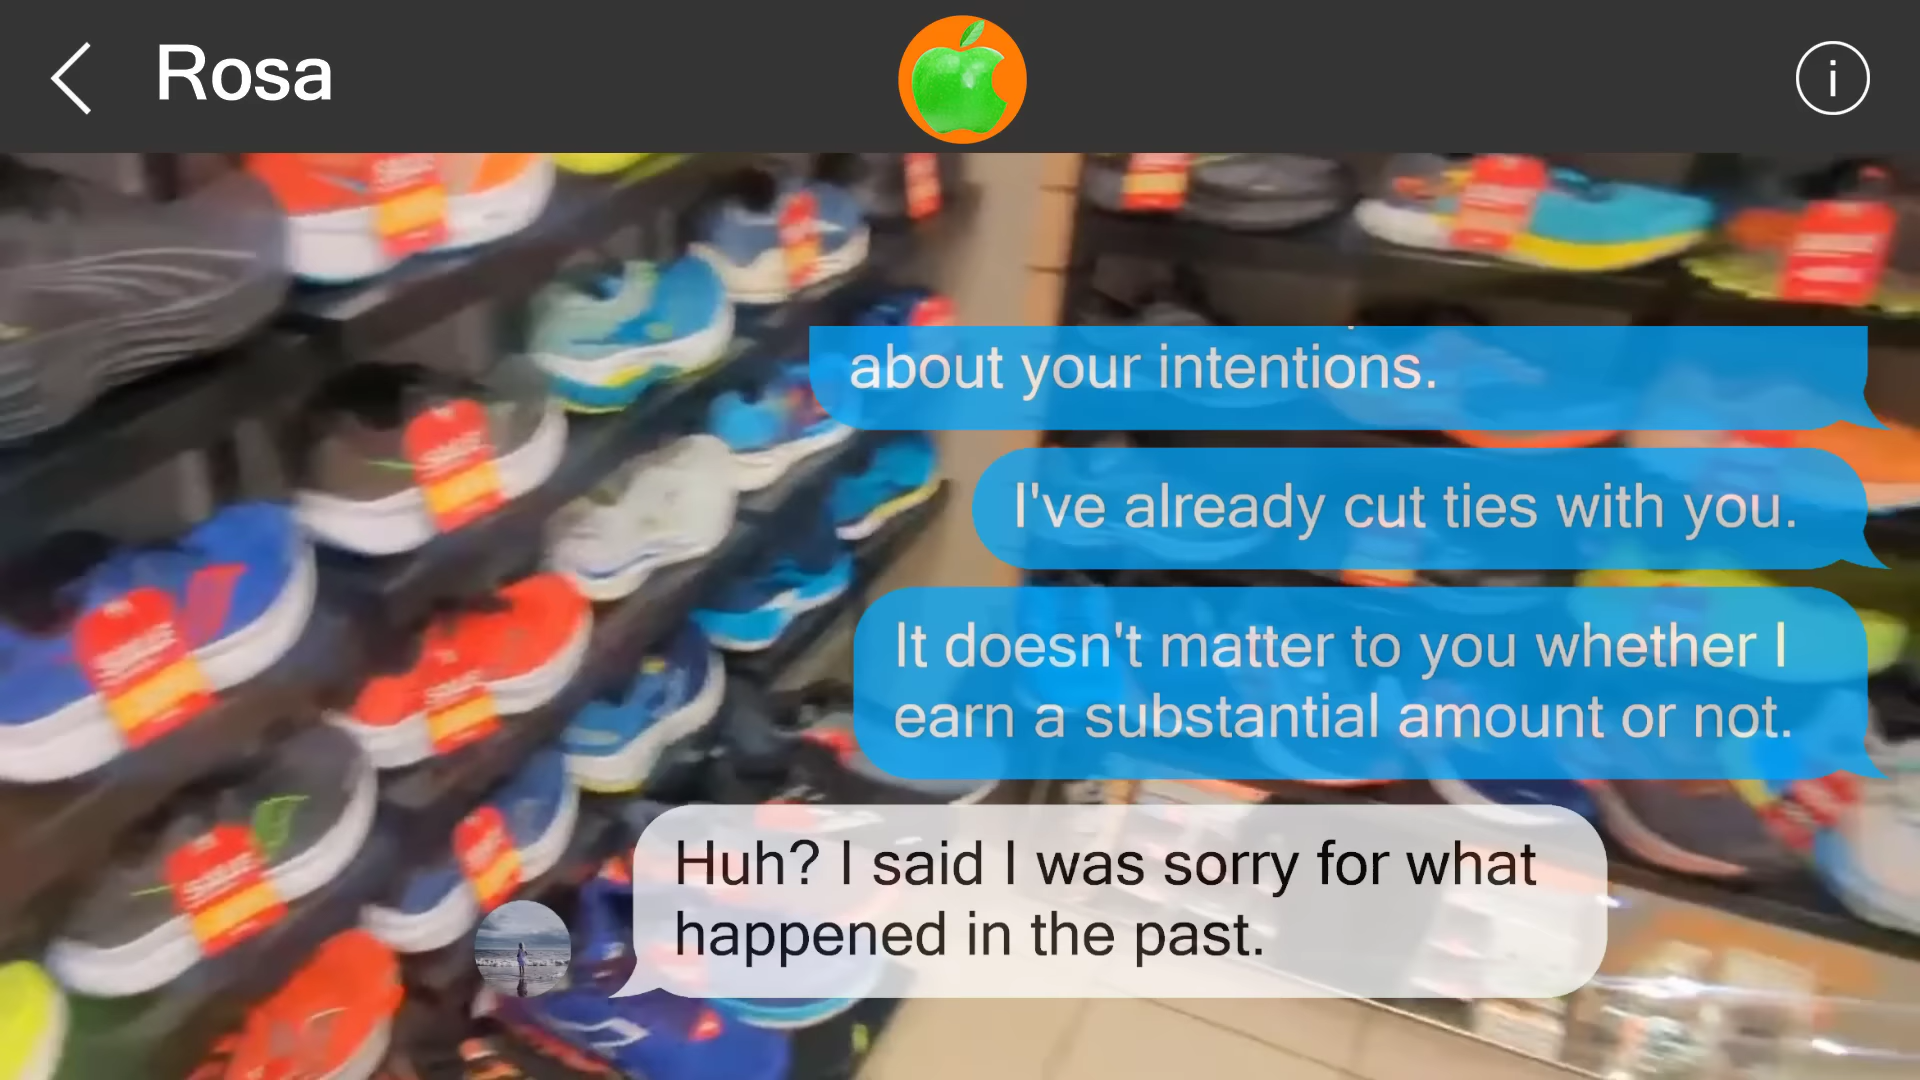 Rosa
about your intentions.
I've already cut ties with you.
It doesn't matter to you whether I
earn a substantial amount or not.
Huh? I said I was sorry for what
happened in the past.